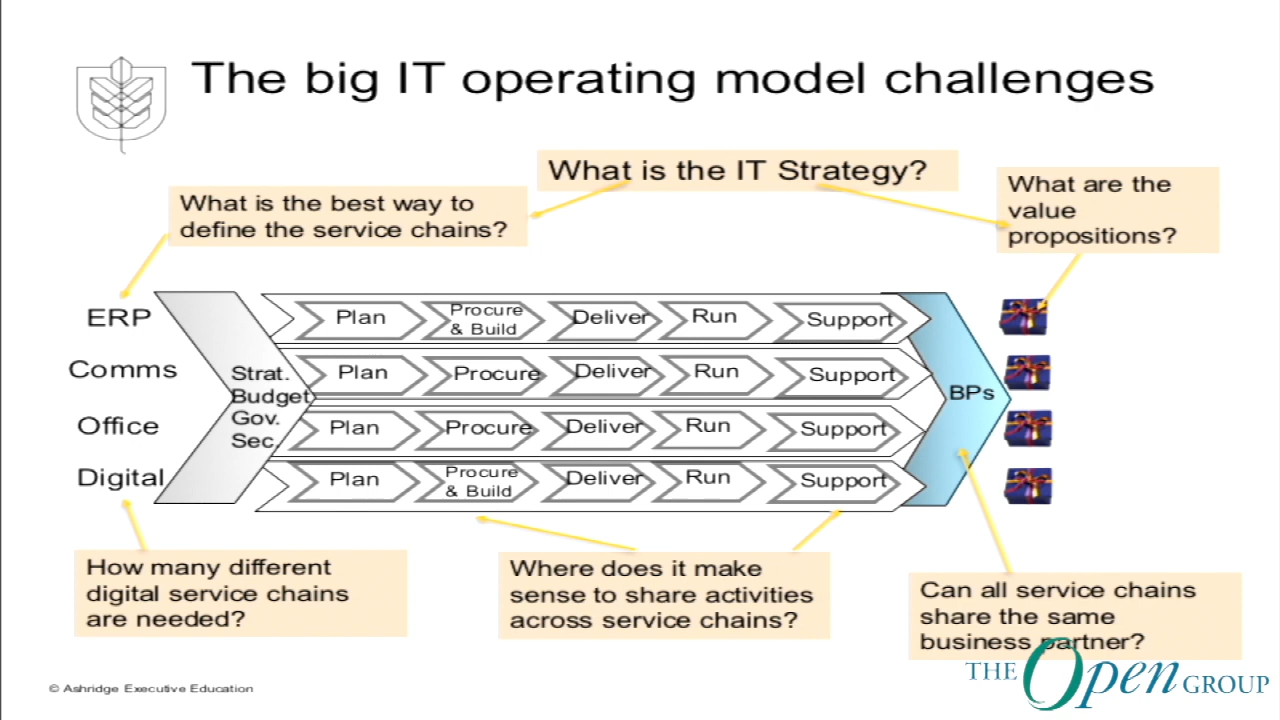 The big IT operating model challenges
What is the IT Strategy?
What is the best way to
define the service chains?
What are the
value
propositions?
ERP
Comms
Office
Digital
Strat.
Budget
Gov.
Sec.
Plan
Procure
& Build
Deliver
Run
Support
Plan
Procure
Deliver
Run
Support
Plan
Procure
Deliver
Run
Support
Plan
Procure
& Build
Deliver
Run
Support
BPs
How many different
digital service chains
are needed?
Where does it make
sense to share activities
across service chains?
Can all service chains
share the same
business partner?
© Ashridge Executive Education
THE Open GROUP